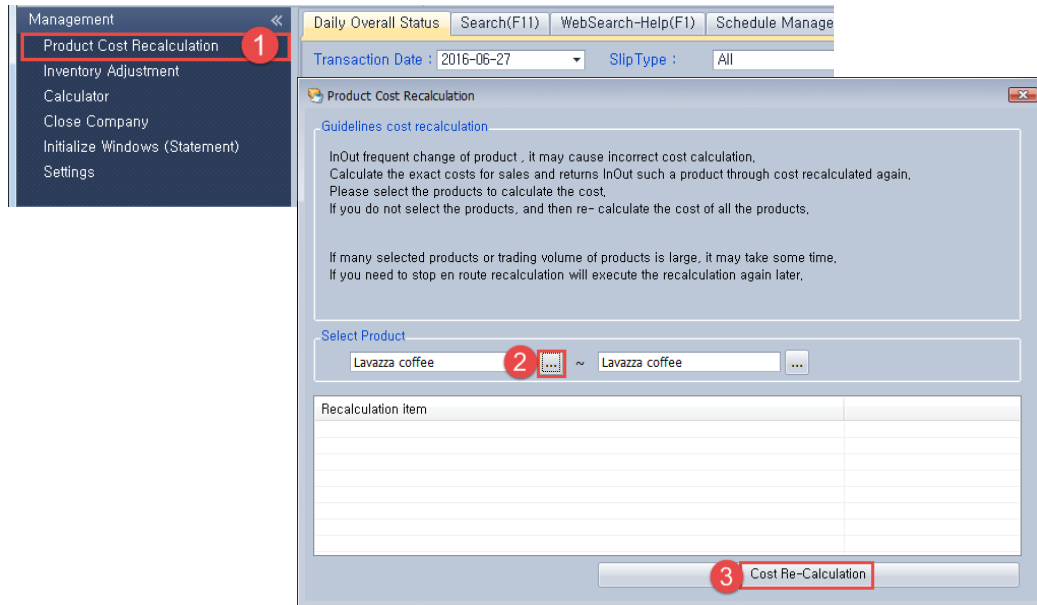 Management «
Product Cost Recalculation 1
Inventory Adjustment
Calculator
Close Company
Initialize Windows (Statement)
Settings
Daily Overall Status Search(F11) WebSearch-Help(F1) Schedule Manage
Transaction Date : 2016-06-27 SlipType : All
Product Cost Recalculation
Guidelines cost recalculation
InOut frequent change of product , it may cause incorrect cost calculation,
Calculate the exact costs for sales and returns InOut such a product through cost recalculated again,
Please select the products to calculate the cost,
If you do not select the products, and then re- calculate the cost of all the products,
If many selected products or trading volume of products is large, it may take some time,
If you need to stop en route recalculation will execute the recalculation again later,
Select Product
Lavazza coffee 2 ... ~ Lavazza coffee ...
Recalculation item
3 Cost Re-Calculation